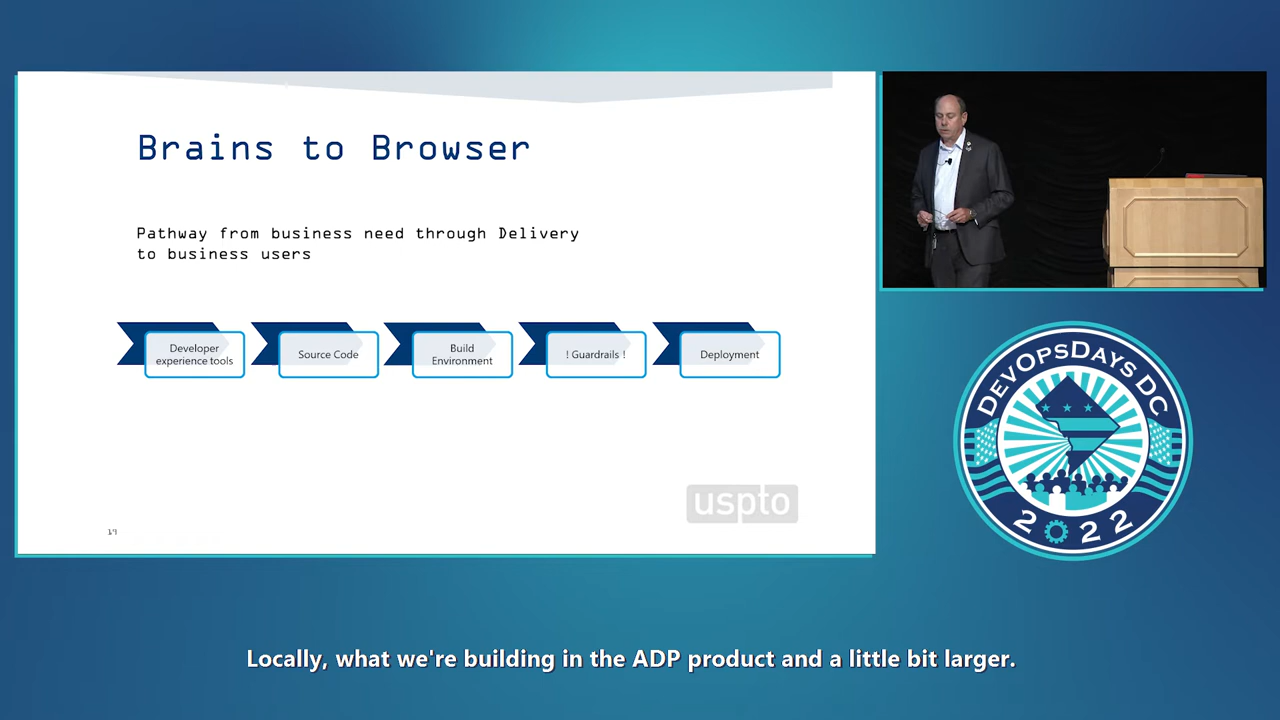 Brains to Browser
Pathway from business need through Delivery
to business users
Developer
experience tools
Source Code
Build
Environment
! Guardrails !
Deployment
uspto
19
DEVOPSDAYS DC
2022
Locally, what we're building in the ADP product and a little bit larger.